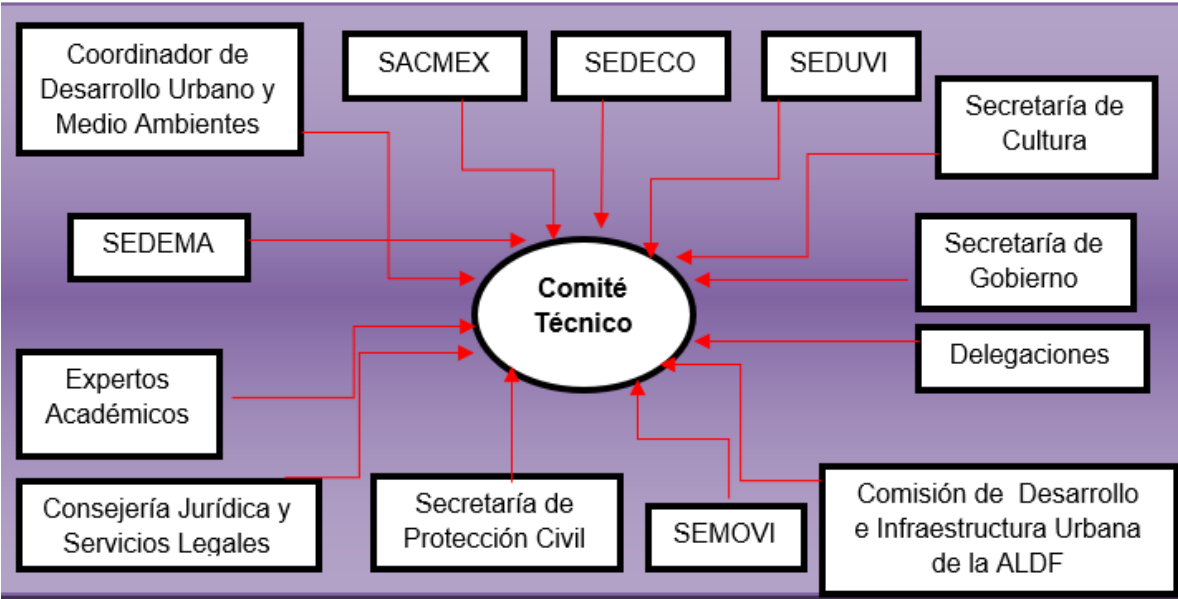 Coordinador de
Desarrollo Urbano y
Medio Ambientes
SACMEX
SEDECO
SEDUVI
Secretaría de
Cultura
SEDEMA
Secretaría de
Gobierno
Comité
Técnico
Delegaciones
Expertos
Académicos
Consejería Jurídica y
Servicios Legales
Secretaría de
Protección Civil
SEMOVI
Comisión de Desarrollo
e Infraestructura Urbana
de la ALDF